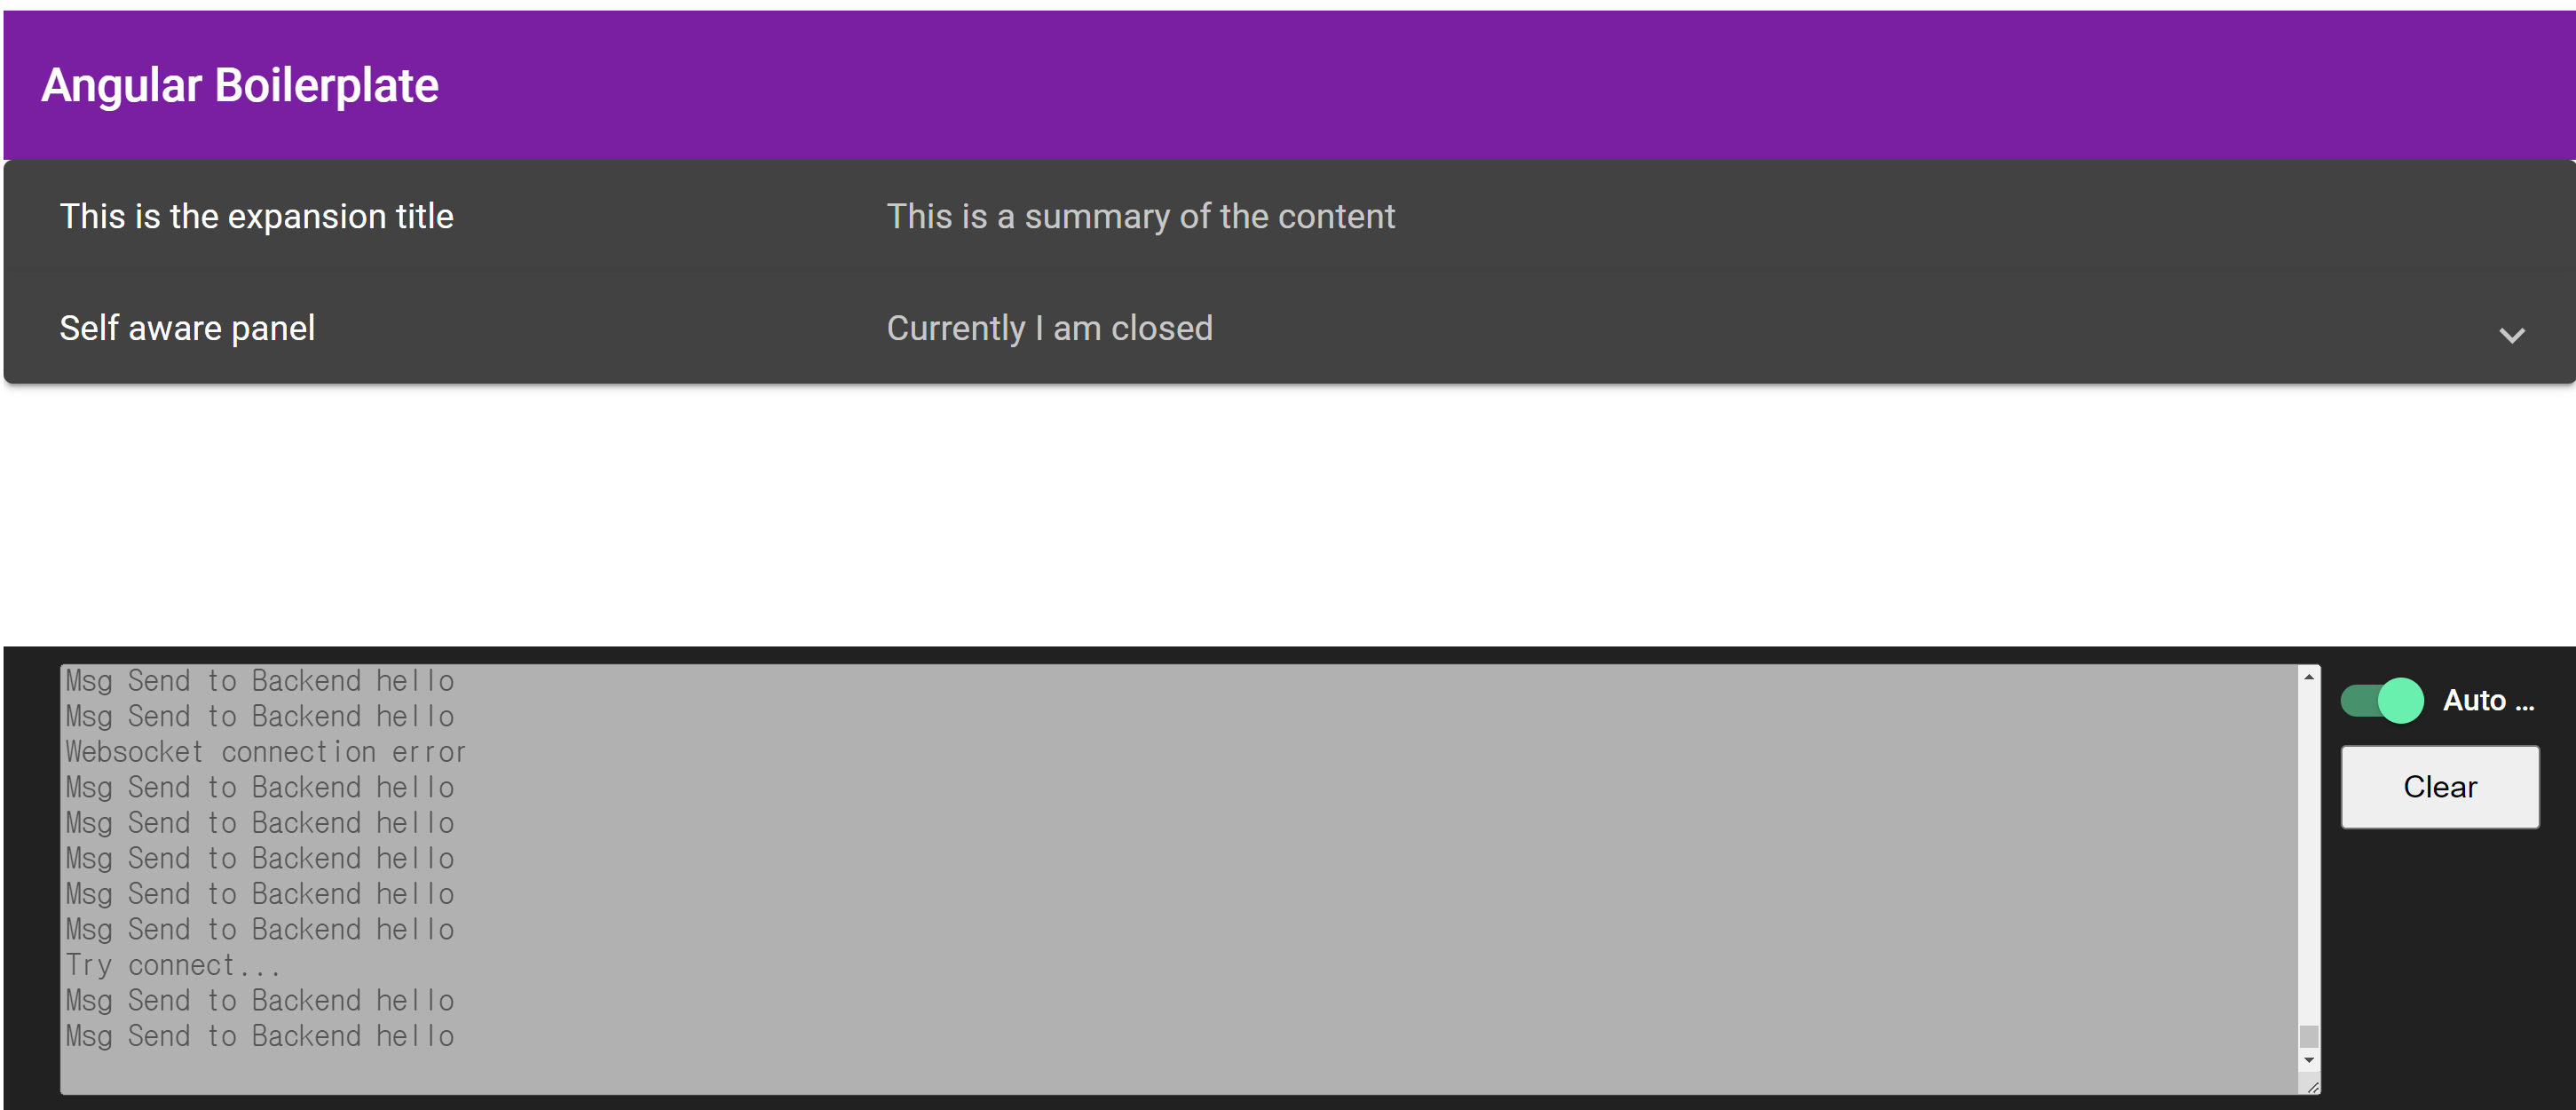 Angular Boilerplate
This is the expansion title This is a summary of the content
Self aware panel Currently I am closed
Msg Send to Backend hello
Msg Send to Backend hello
Websocket connection error
Msg Send to Backend hello
Msg Send to Backend hello
Msg Send to Backend hello
Msg Send to Backend hello
Msg Send to Backend hello
Try connect...
Msg Send to Backend hello
Msg Send to Backend hello
Auto ...
Clear